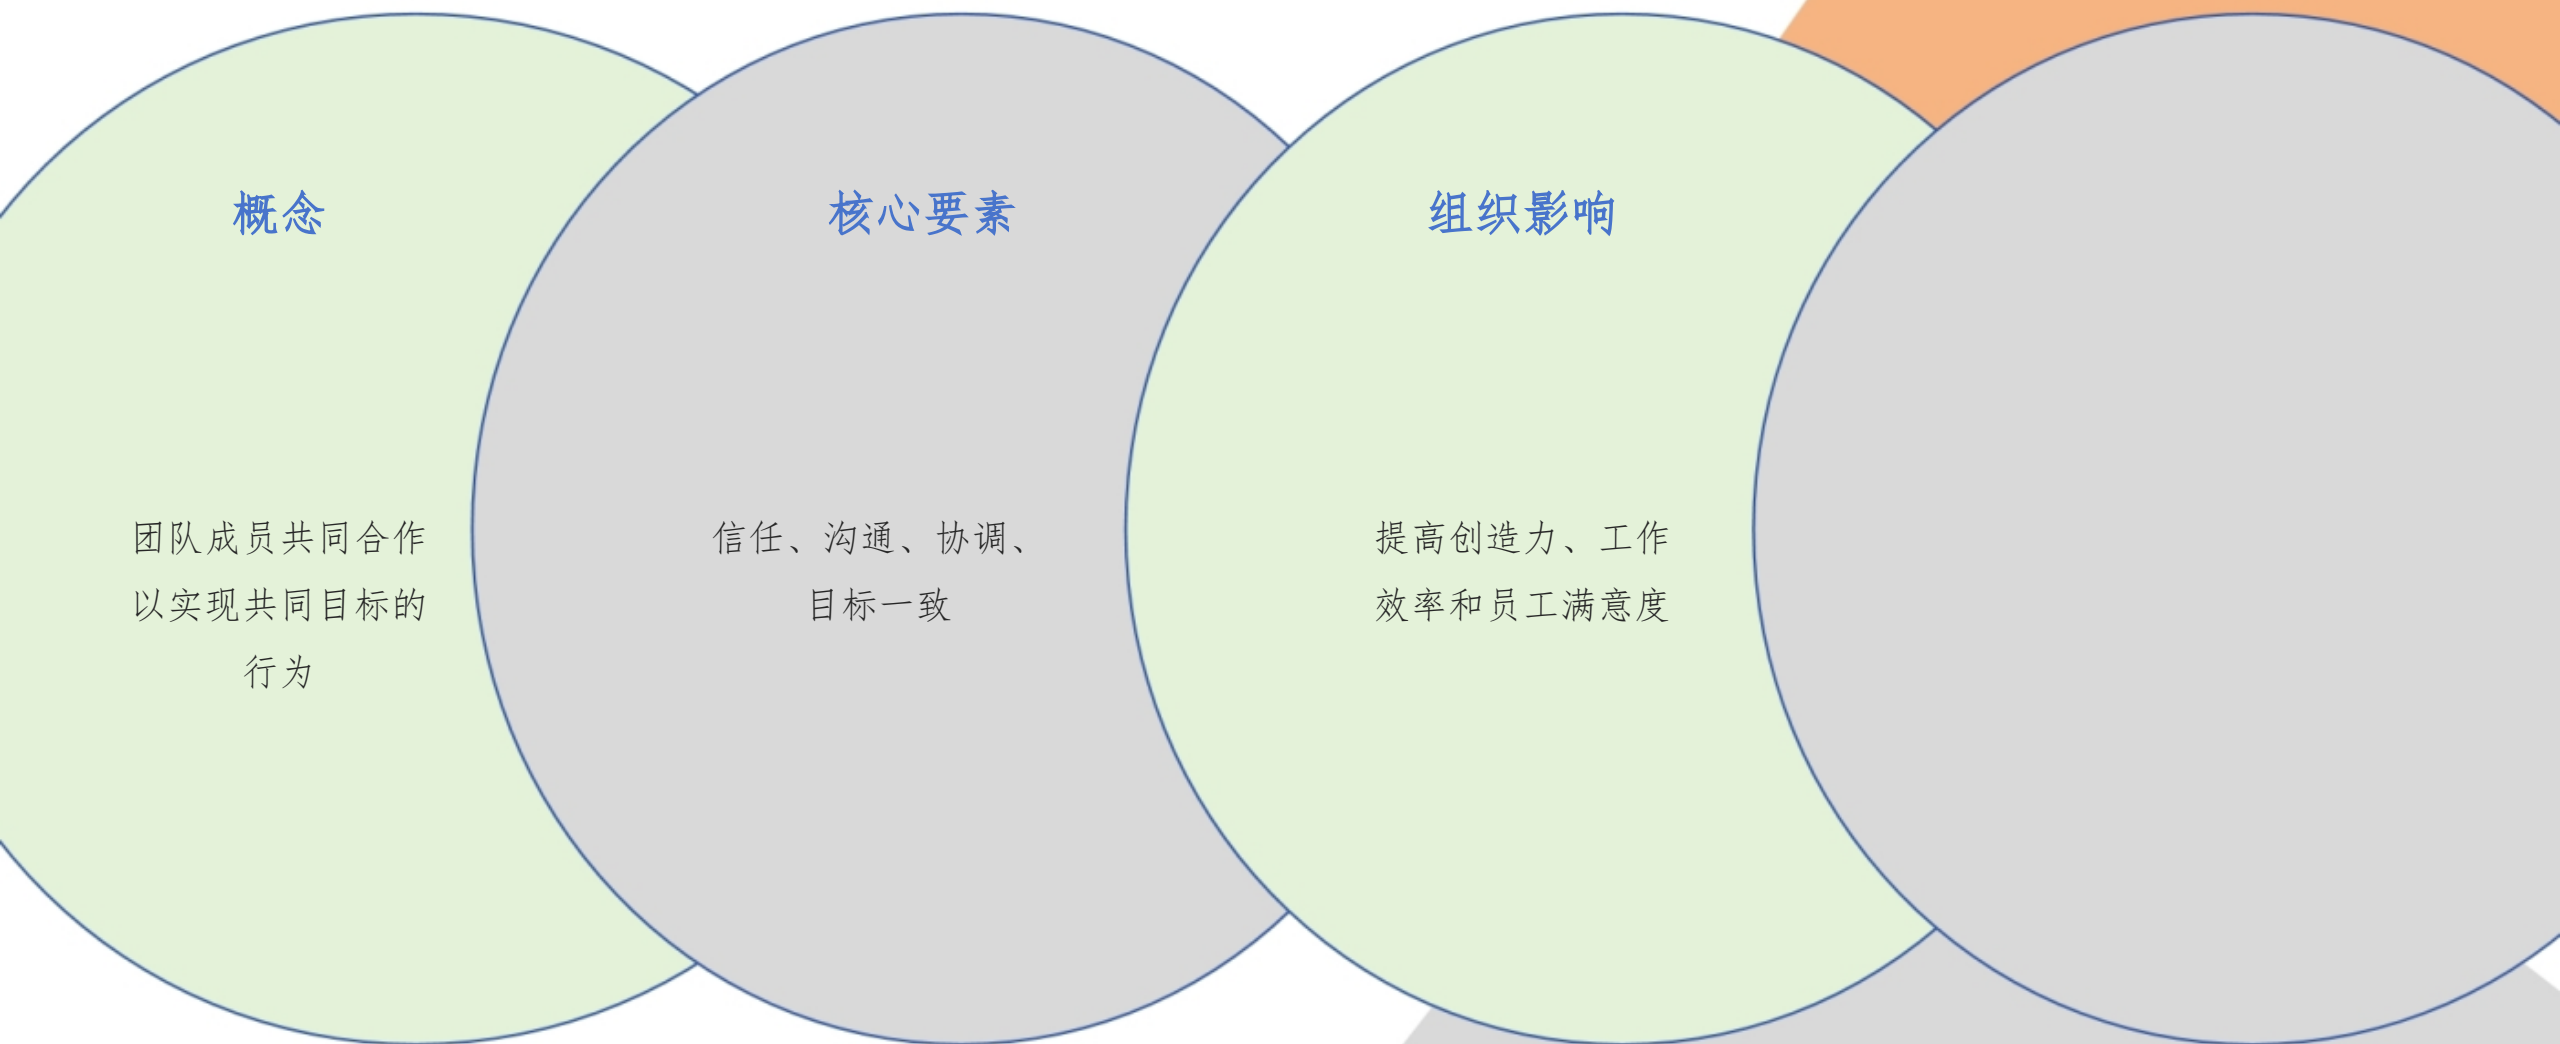 概念
团队成员共同合作
以实现共同目标的
行为
核心要素
信任、沟通、协调、
目标一致
组织影响
提高创造力、工作
效率和员工满意度